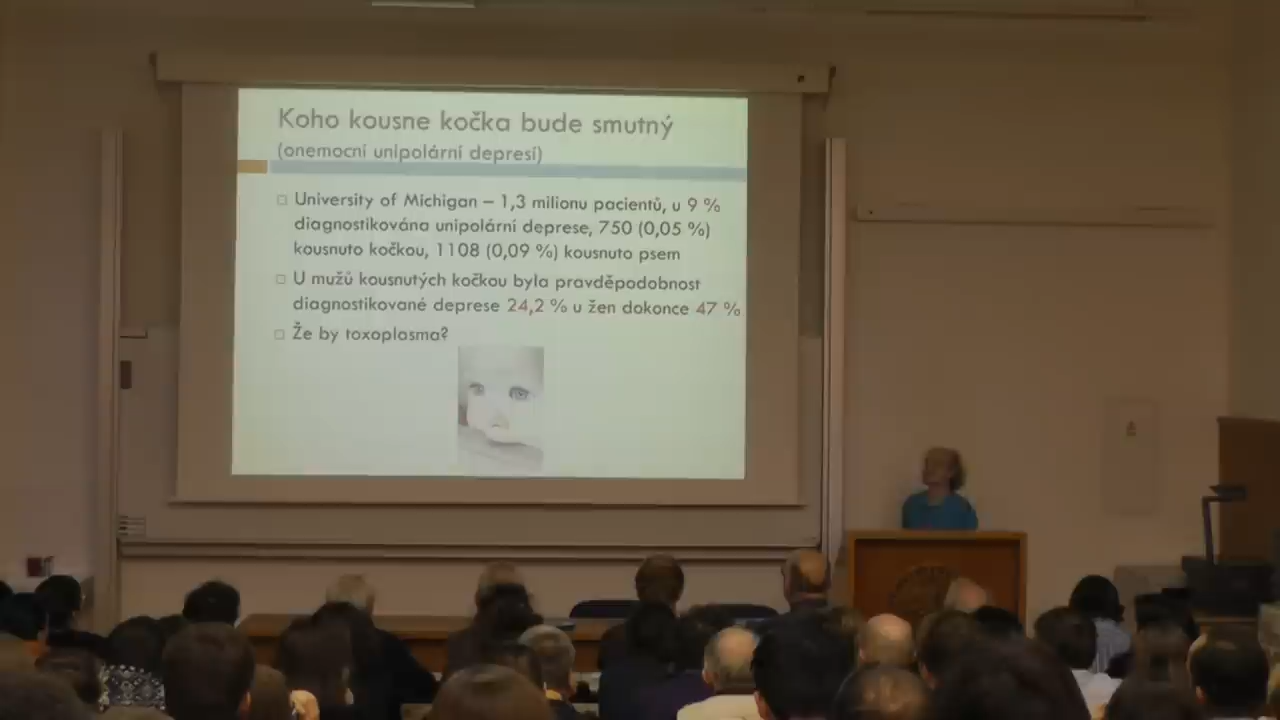 Koho kousne kočka bude smutný
(onemocní unipolární depresí)
University of Michigan – 1,3 milionu pacientů, u 9 %
diagnostikována unipolární deprese, 750 (0,05 %)
kousnuto kočkou, 1108 (0,09 %) kousnuto psem
U mužů kousnutých kočkou byla pravděpodobnost
diagnostikované deprese 24,2 % u žen dokonce 47 %
Že by toxoplasma?